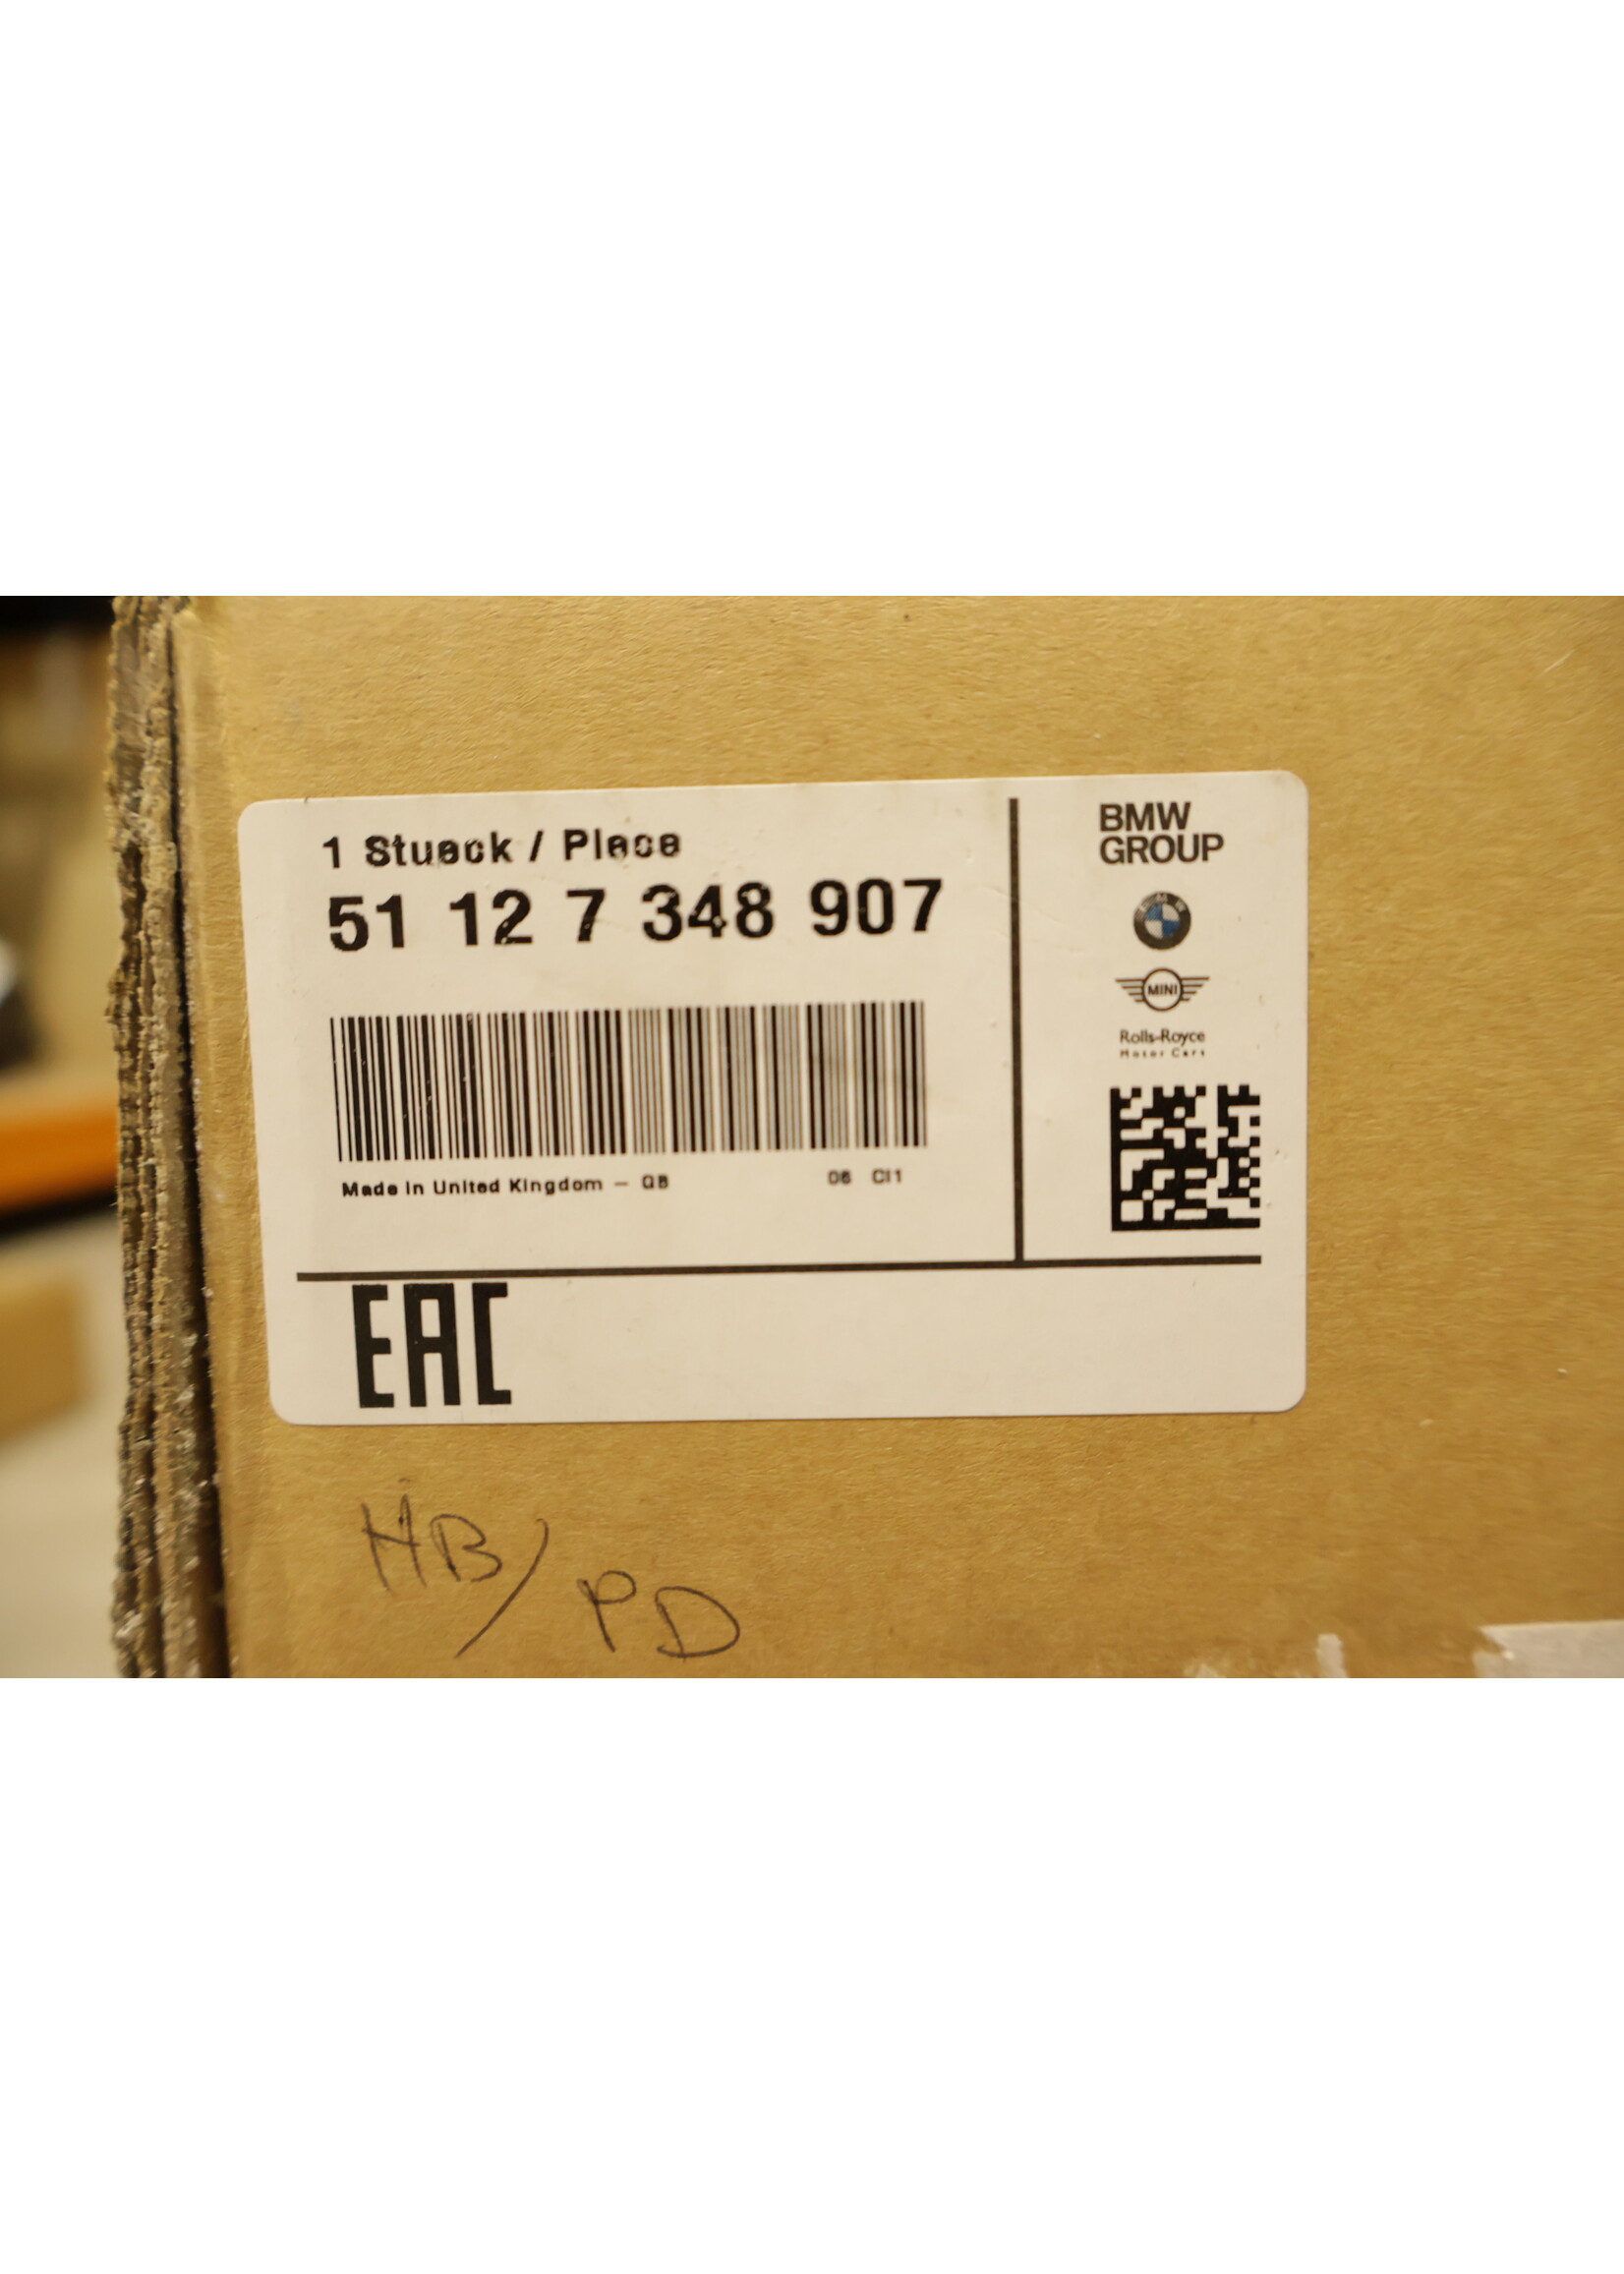 1 Stueck / Piece
51 12 7 348 907
Made in United Kingdom - GB 06 CI1
BMW
GROUP
MINI
Rolls-Royce
Motor Cars
EAC
HB/
PD